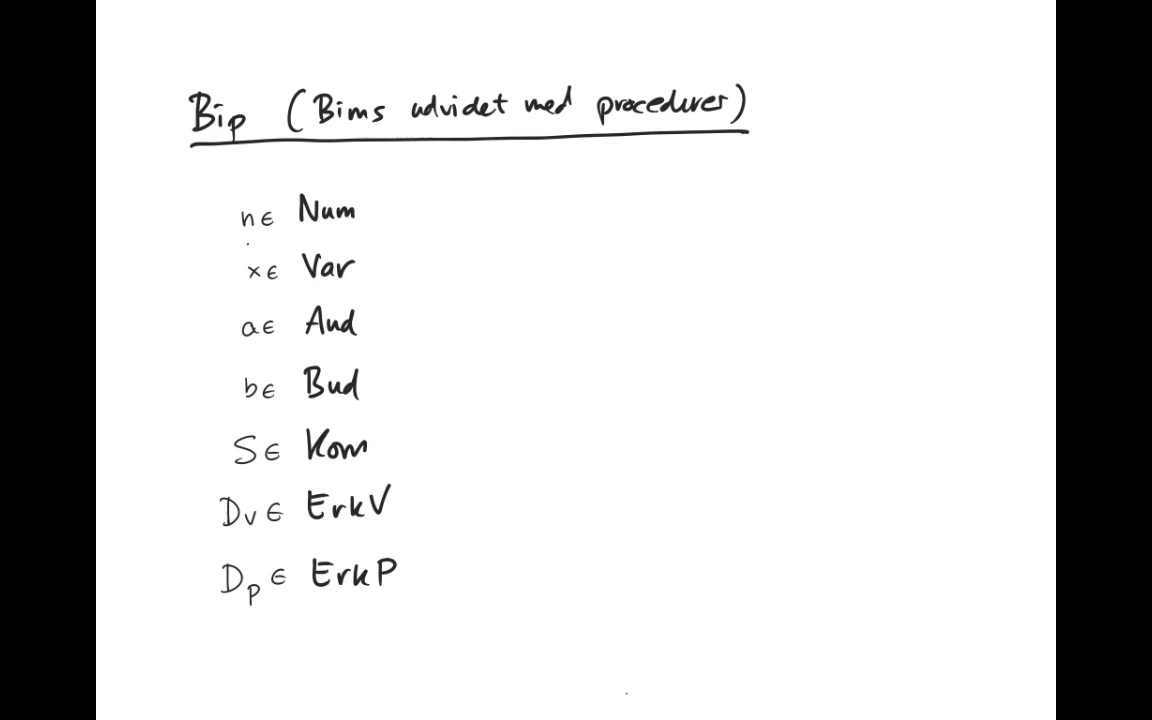 Bip (Bims udvidet med procedurer)
n ∈ Num
x ∈ Var
a ∈ Aud
b ∈ Bud
S ∈ Kom
Dv ∈ ErkV
Dp ∈ ErkP